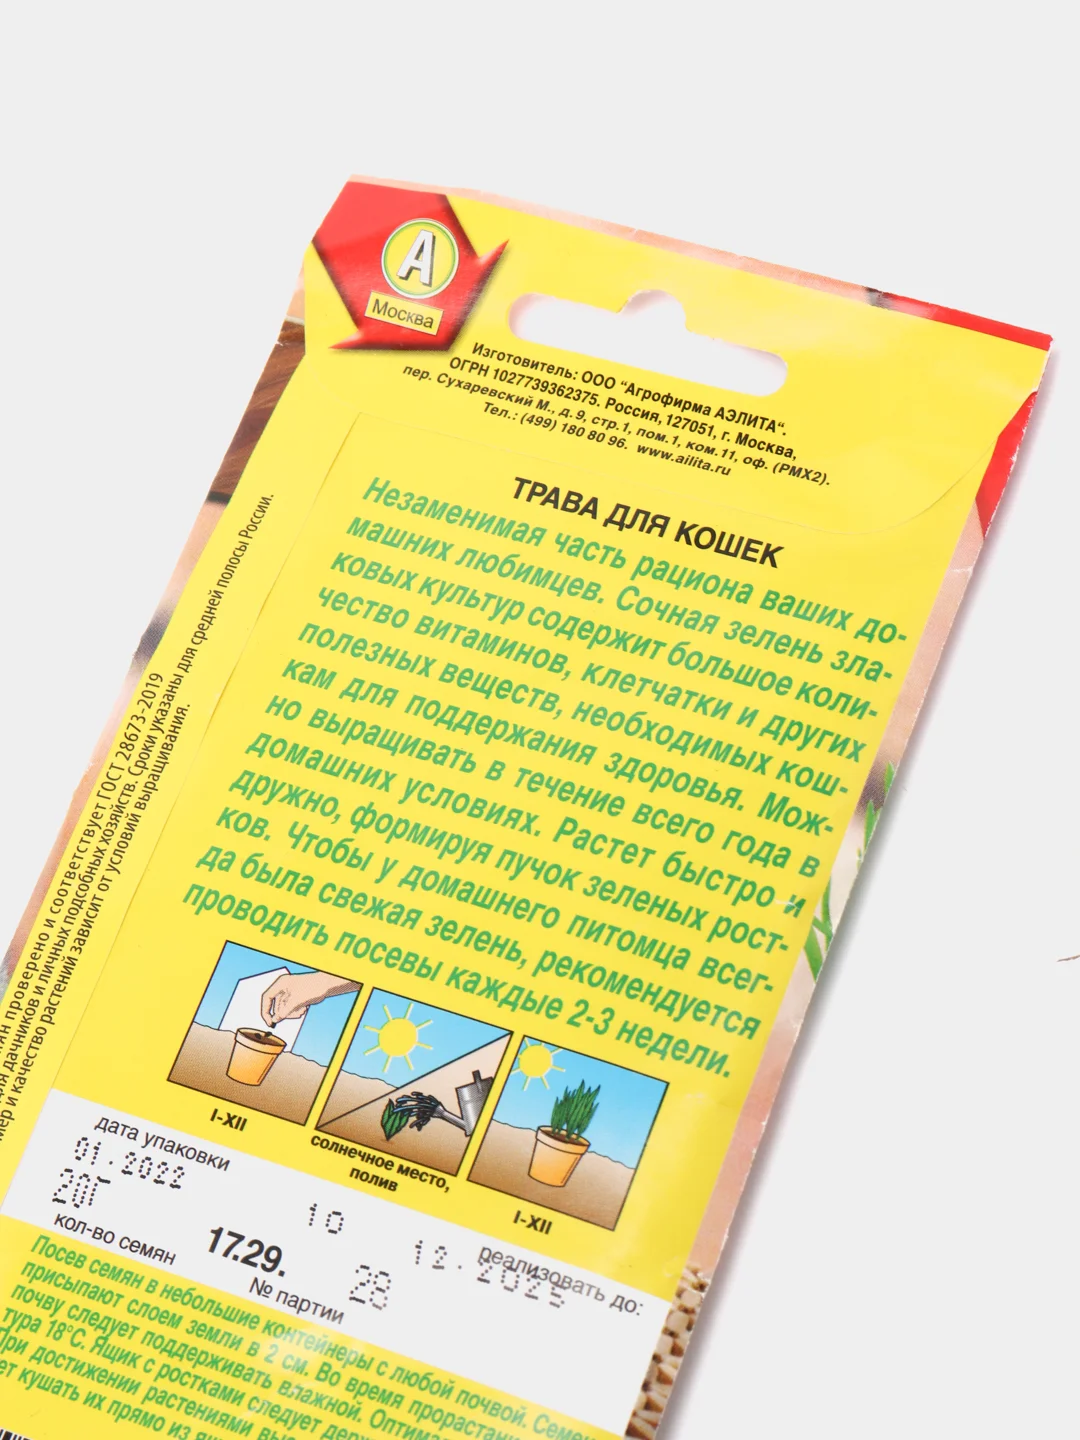 А
Москва
Изготовитель: ООО “Агрофирма АЭЛИТА“.
ОГРН 1027739362375. Россия, 127051, г. Москва,
пер. Сухаревский М., д. 9, стр. 1, пом. 1, ком. 11, оф. (РМХ2).
Тел.: (499) 180 80 96. www.ailita.ru
ТРАВА ДЛЯ КОШЕК
Незаменимая часть рациона ваших до-
машних любимцев. Сочная зелень зла-
ковых культур содержит большое коли-
чество витаминов, клетчатки и других
полезных веществ, необходимых кош-
кам для поддержания здоровья. Мож-
но выращивать в течение всего года в
домашних условиях. Растет быстро и
дружно, формируя пучок зеленых рост-
ков. Чтобы у домашнего питомца всег-
да была свежая зелень, рекомендуется
проводить посевы каждые 2-3 недели.
I-XII
солнечное место,
полив
I-XII
дата упаковки
01.2022
20Г
кол-во семян
17.29.
№ партии
10
28
12.2025
реализовать до:
Посев семян в небольшие контейнеры с любой почвой.
присыпают слоем земли в 2 см. Во время
почву следует поддерживать влажной.
тура 18°С. Ящик с ростками следует
При достижении растениями
кушать их прямо из
проверено и соответствует ГОСТ 28673-2019
дачников и личных подсобных хозяйств. Сроки указаны для средней полосы России.
и качество растений зависит от условий выращивания.